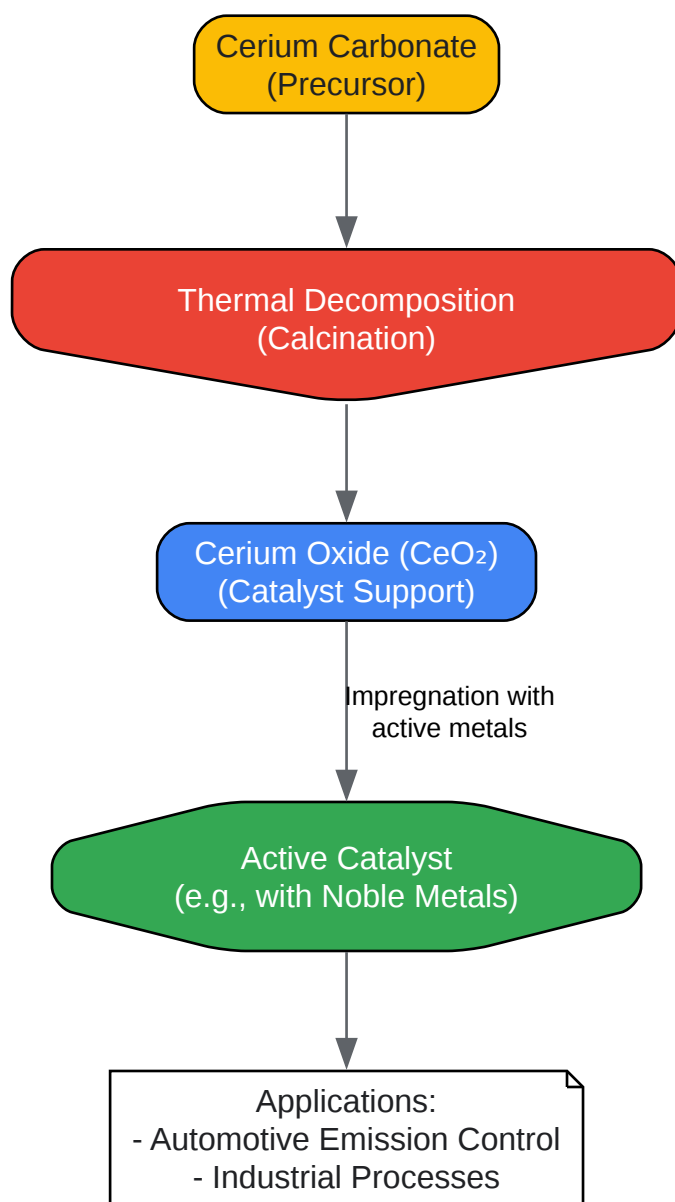 Cerium Carbonate
(Precursor)
Thermal Decomposition
(Calcination)
Cerium Oxide (CeO₂)
(Catalyst Support)
Impregnation with
active metals
Active Catalyst
(e.g., with Noble Metals)
Applications:
- Automotive Emission Control
- Industrial Processes